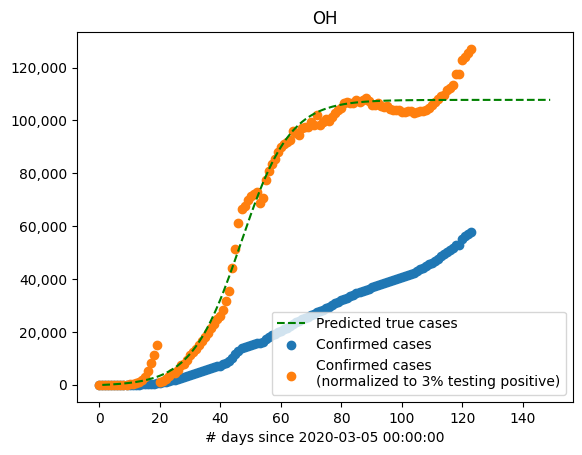 OH
120,000
100,000
80,000
60,000
40,000
20,000
0
Predicted true cases
Confirmed cases
Confirmed cases
(normalized to 3% testing positive)
0 20 40 60 80 100 120 140
# days since 2020-03-05 00:00:00